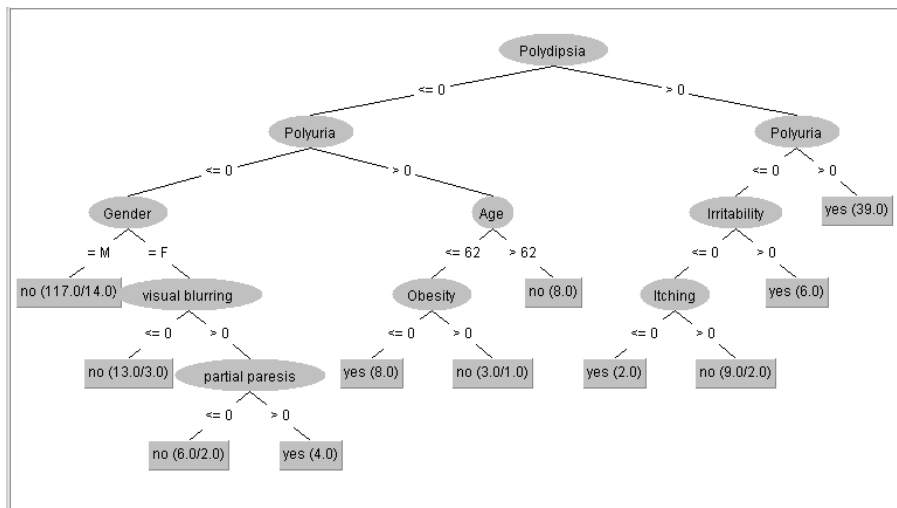 Polydipsia
<= 0 > 0
Polyuria Polyuria
<= 0 > 0 <= 0 > 0
Gender Age Irritability yes (39.0)
= M = F <= 62 > 62 <= 0 > 0
no (117.0/14.0) visual blurring Obesity no (8.0) Itching yes (6.0)
<= 0 > 0 <= 0 > 0 <= 0 > 0
no (13.0/3.0) partial paresis yes (8.0) no (3.0/1.0) yes (2.0) no (9.0/2.0)
<= 0 > 0
no (6.0/2.0) yes (4.0)